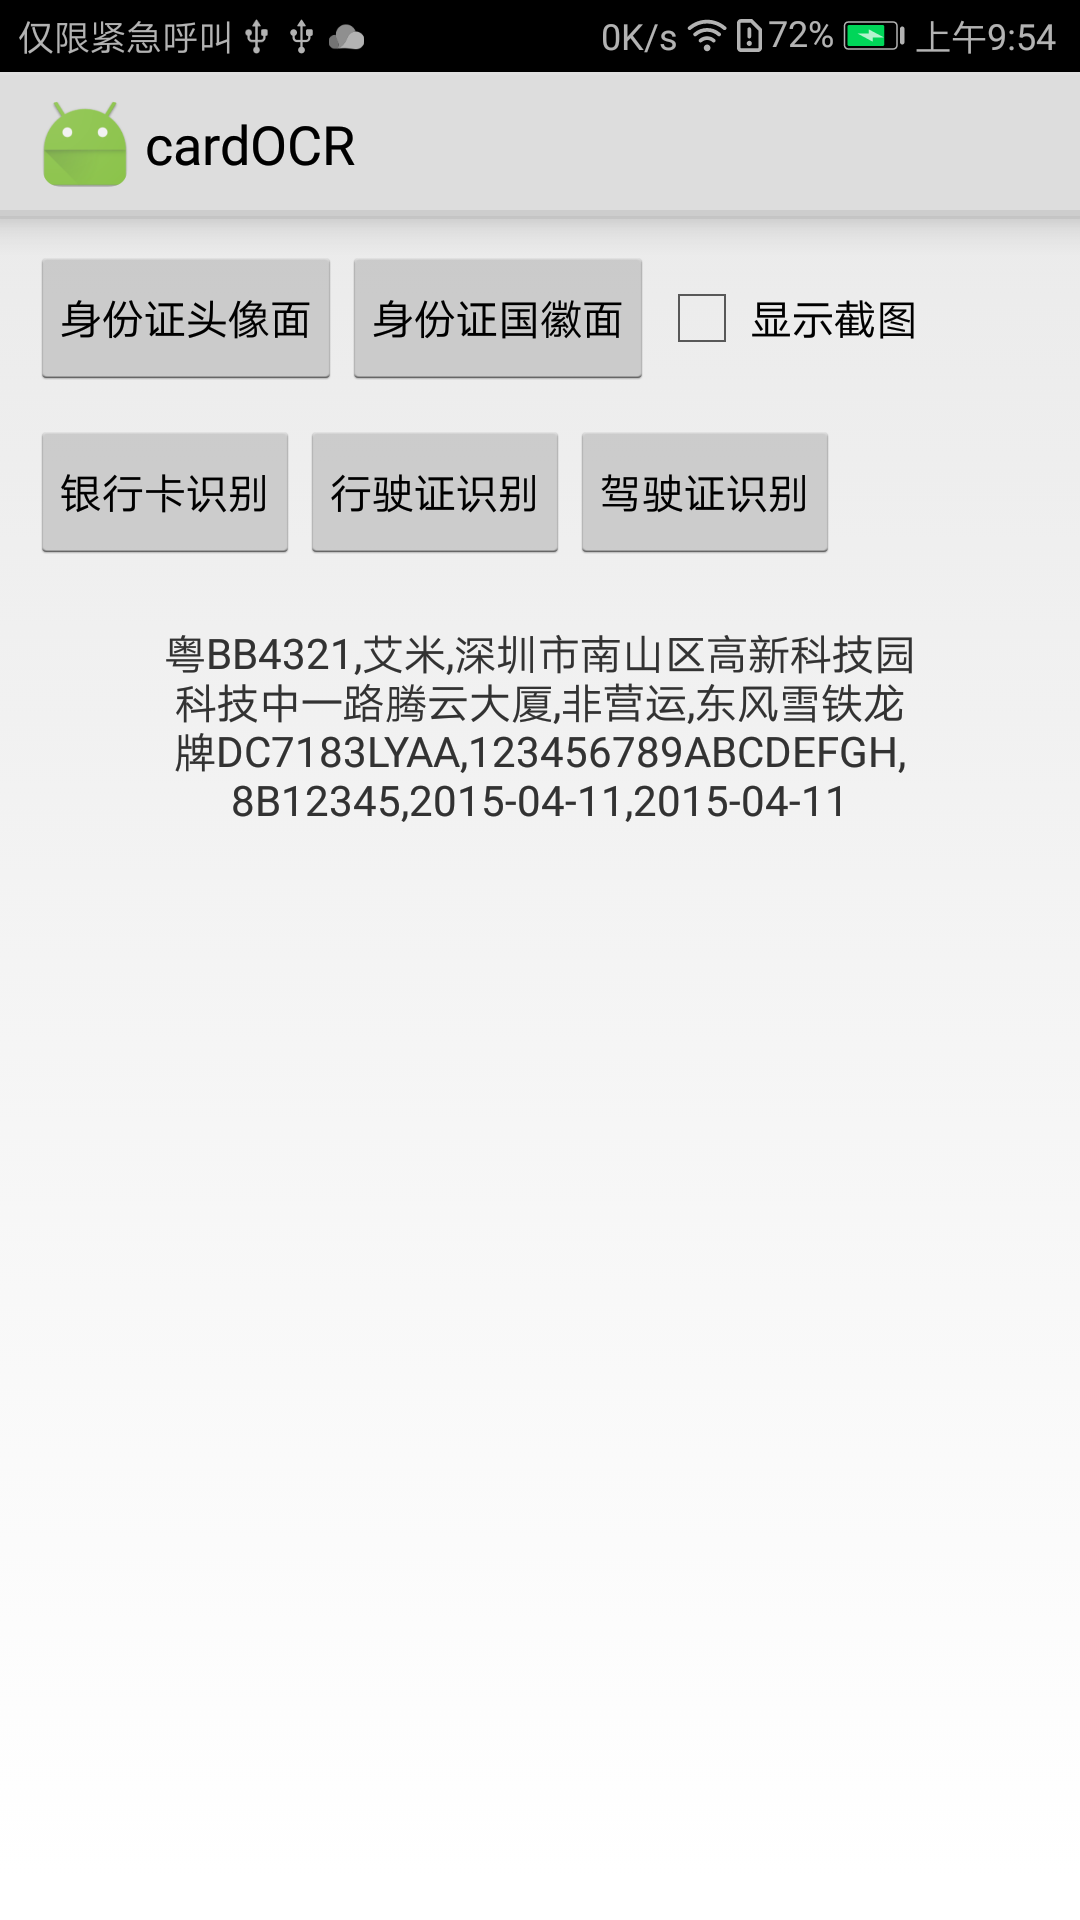 仅限紧急呼叫 0K/s 72% 上午9:54
cardOCR
身份证头像面 身份证国徽面 显示截图
银行卡识别 行驶证识别 驾驶证识别
粤BB4321,艾米,深圳市南山区高新科技园
科技中一路腾云大厦,非营运,东风雪铁龙
牌DC7183LYAA,123456789ABCDEFGH,
8B12345,2015-04-11,2015-04-11